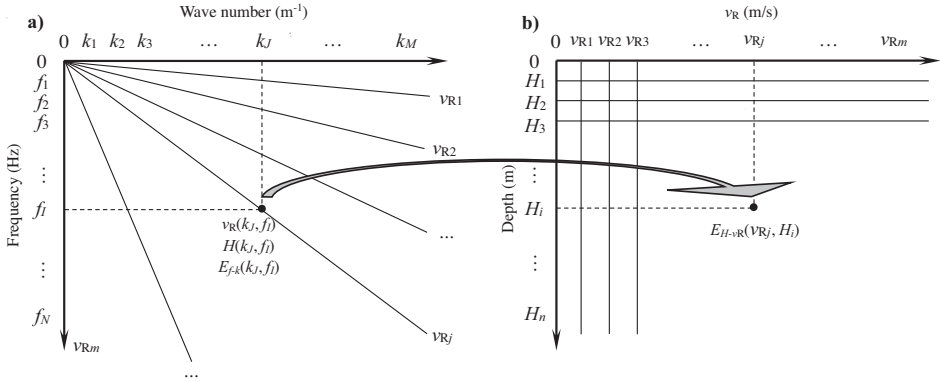 a)
Wave number (m⁻¹)
0 k₁ k₂ k₃ … k_J … k_M
0
f₁
f₂
f₃
⋮
f_I
⋮
f_N
Frequency (Hz)
v_R1
v_R2
…
v_Rj
…
v_Rm
v_R(k_J, f_I)
H(k_J, f_I)
E_f-k(k_J, f_I)
b)
v_R (m/s)
0 v_R1 v_R2 v_R3 … v_Rj … v_Rm
0
H₁
H₂
H₃
⋮
H_i
⋮
H_n
Depth (m)
E_H-vR(v_Rj, H_i)